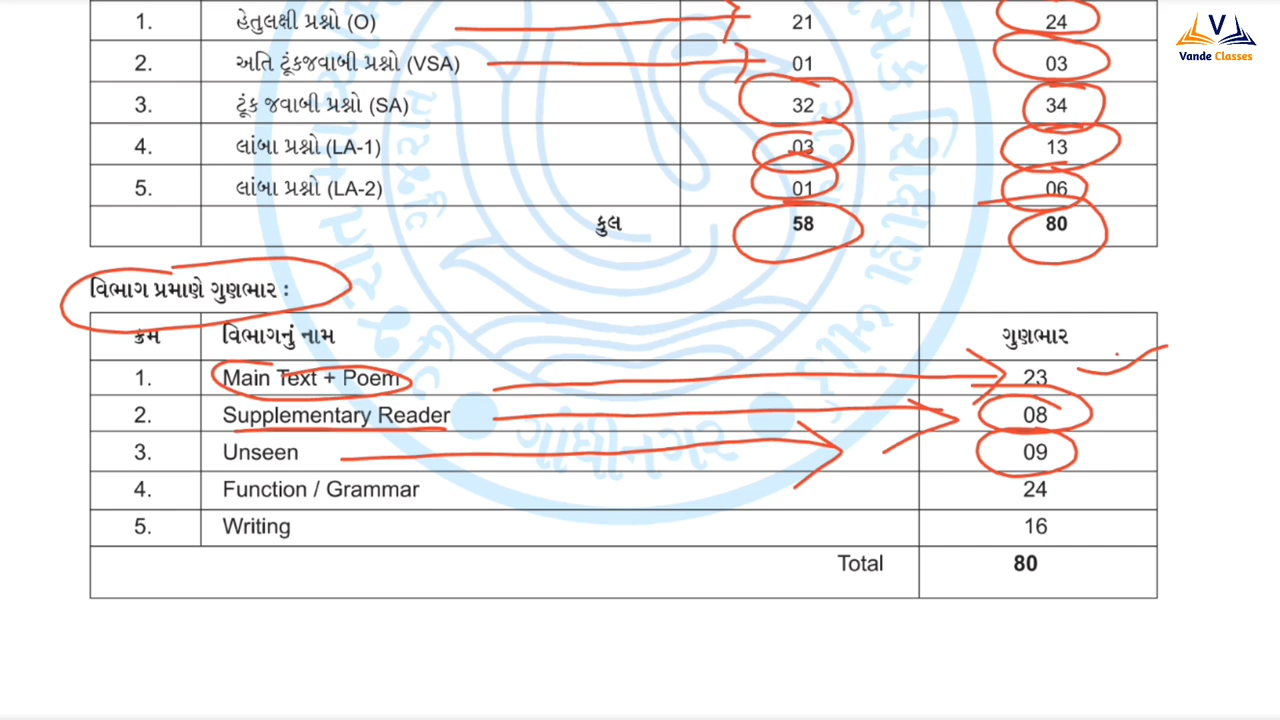 1. હેતુલક્ષી પ્રશ્નો (O) 21 24
V
2. અતિ ટૂંકજવાબી પ્રશ્નો (VSA) 01 03
Vande Classes
3. ટૂંક જવાબી પ્રશ્નો (SA) 32 34
4. લાંબા પ્રશ્નો (LA-1) 03 13
5. લાંબા પ્રશ્નો (LA-2) 01 06
કુલ 58 80
વિભાગ પ્રમાણે ગુણભાર :
ક્રમ વિભાગનું નામ ગુણભાર
1. Main Text + Poem 23
2. Supplementary Reader 08
3. Unseen 09
4. Function / Grammar 24
5. Writing 16
Total 80
ગાંધીનગર